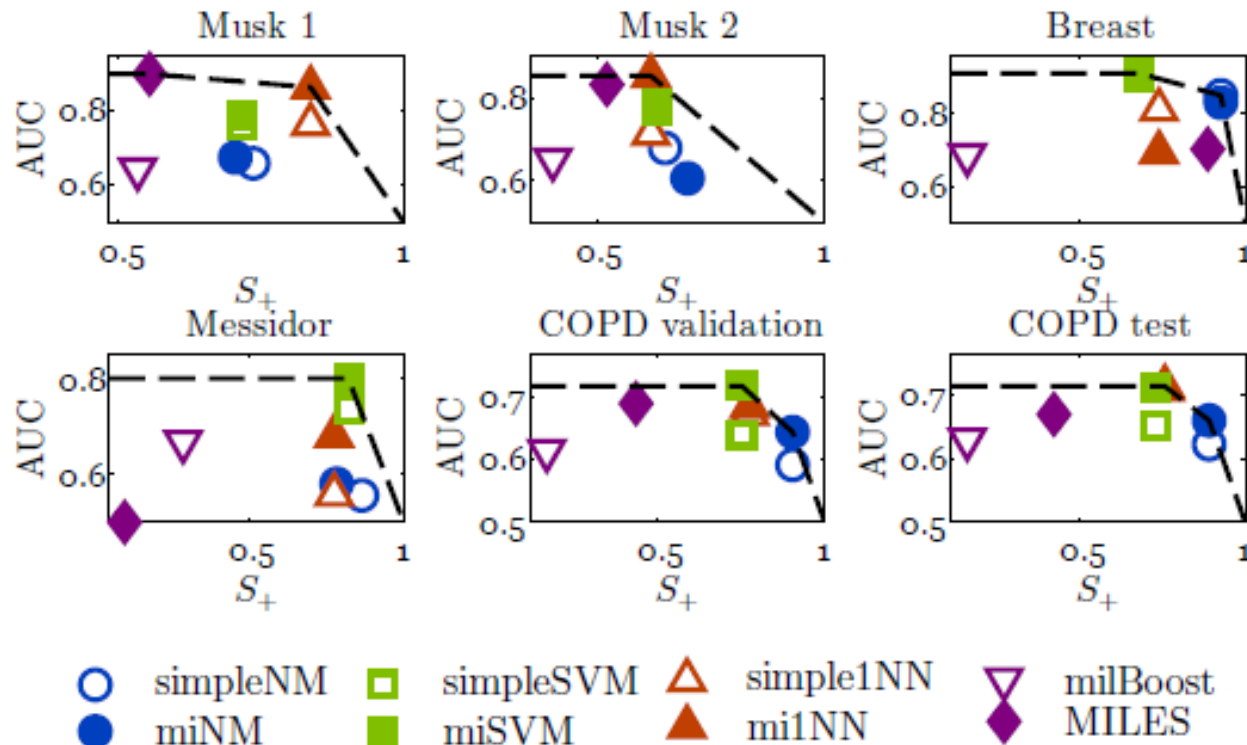 Musk 1
Musk 2
Breast
AUC
0.8
0.6
0.5
1
S+
AUC
0.8
0.6
0.5
1
S+
AUC
0.8
0.6
0.5
1
S+
Messidor
COPD validation
COPD test
AUC
0.8
0.6
0.5
1
S+
AUC
0.7
0.6
0.5
0.5
1
S+
AUC
0.7
0.6
0.5
0.5
1
S+
simpleNM
simpleSVM
simple1NN
milBoost
miNM
miSVM
mi1NN
MILES